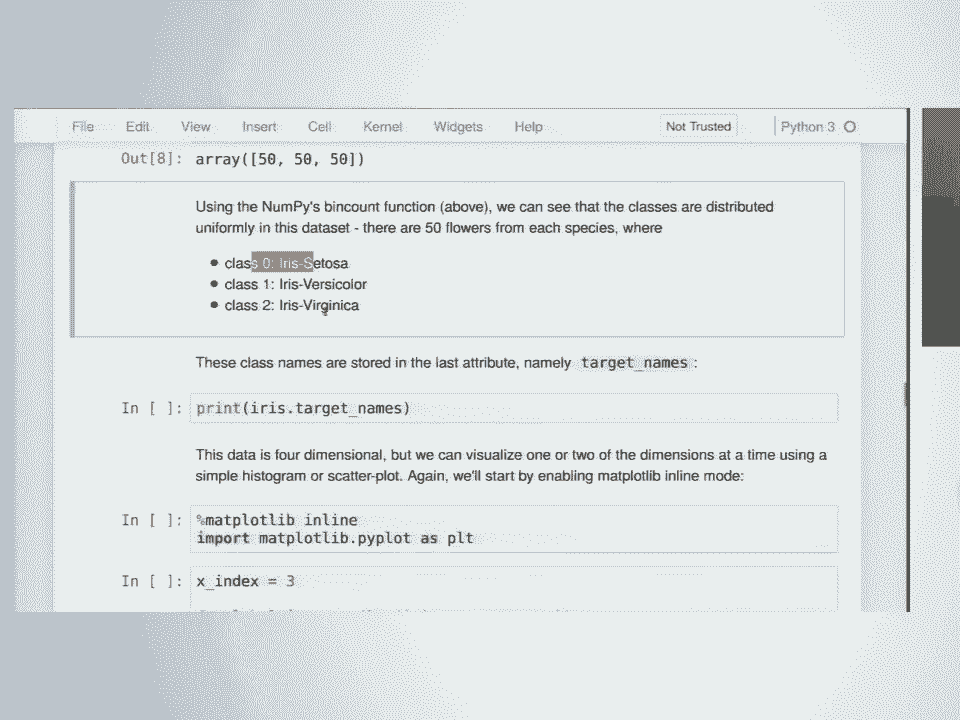 File Edit View Insert Cell Kernel Widgets Help Not Trusted Python 3
Out[8]: array([50, 50, 50])
Using the NumPy's bincount function (above), we can see that the classes are distributed
uniformly in this dataset - there are 50 flowers from each species, where
class 0: Iris-Setosa
class 1: Iris-Versicolor
class 2: Iris-Virginica
These class names are stored in the last attribute, namely target_names :
In [ ]: print(iris.target_names)
This data is four dimensional, but we can visualize one or two of the dimensions at a time using a
simple histogram or scatter-plot. Again, we'll start by enabling matplotlib inline mode:
In [ ]: %matplotlib inline
import matplotlib.pyplot as plt
In [ ]: x_index = 3